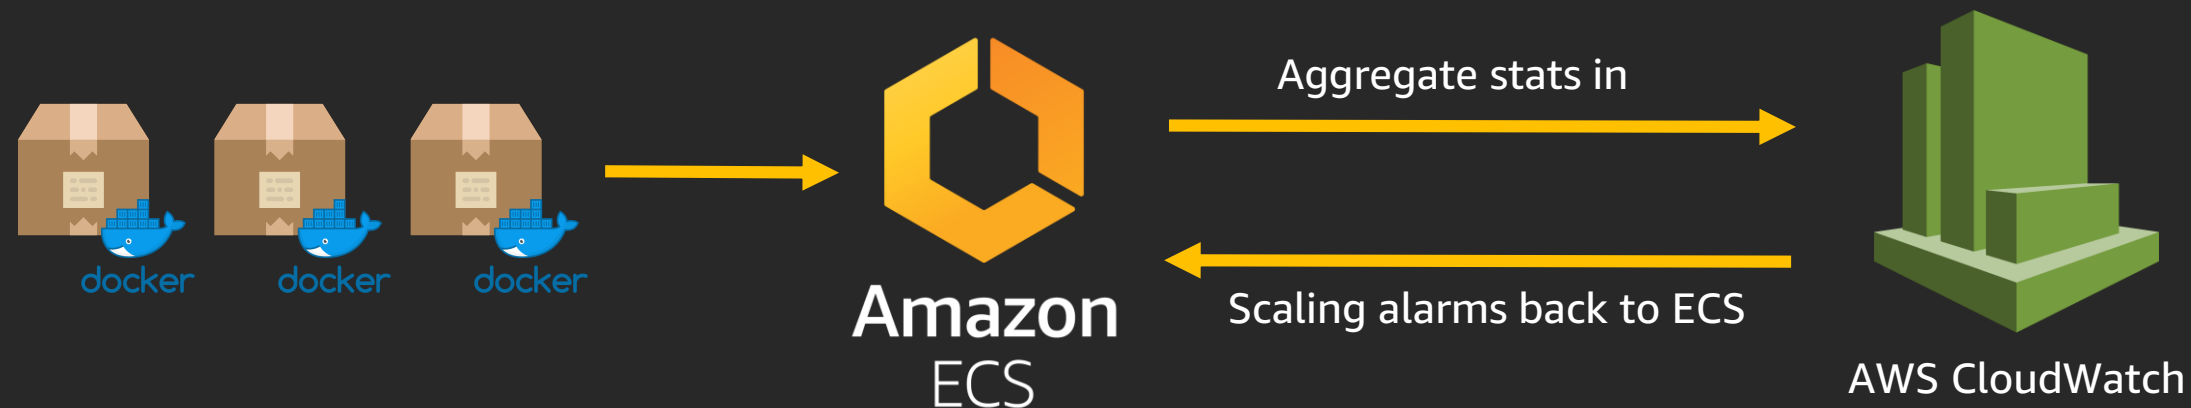 docker
docker
docker
Amazon
ECS
Aggregate stats in
Scaling alarms back to ECS
AWS CloudWatch